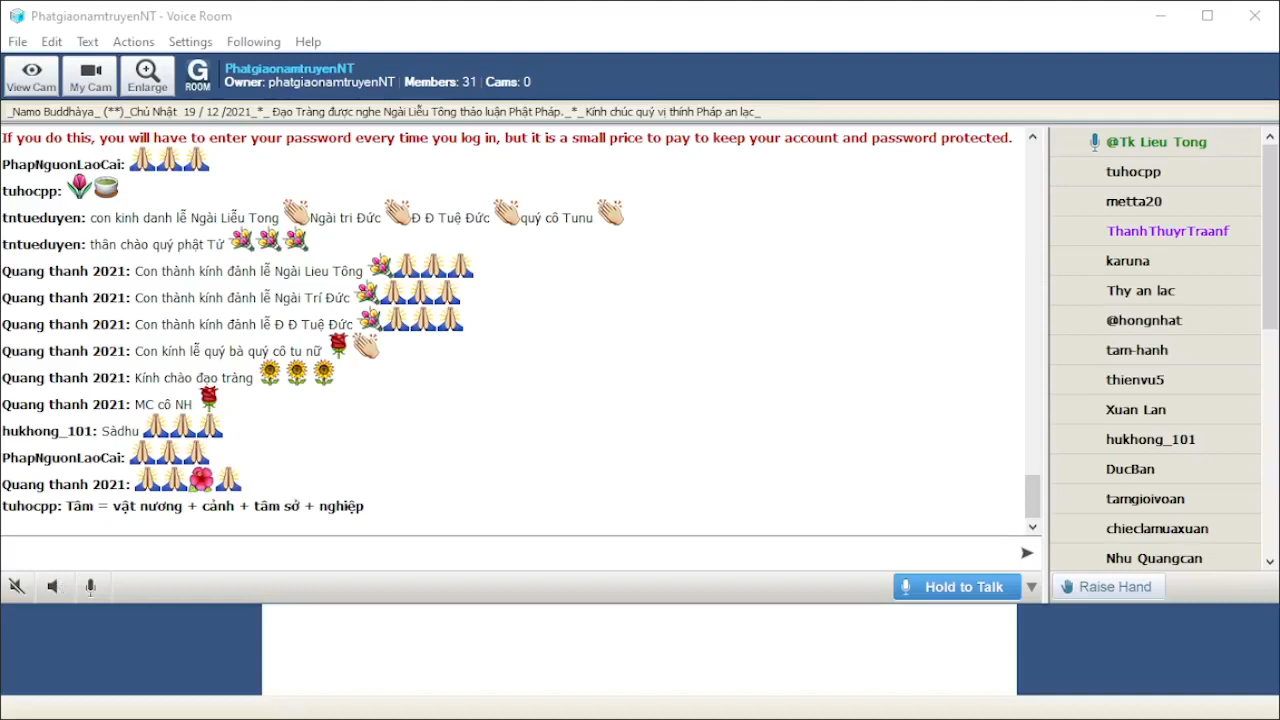 PhatgiaonamtruyenNT - Voice Room
File Edit Text Actions Settings Following Help
View Cam My Cam Enlarge G ROOM
PhatgiaonamtruyenNT
Owner: phatgiaonamtruyenNT Members: 31 Cams: 0
_Namo Buddhàya_ (**)_Chủ Nhật 19 / 12 /2021_*_ Đạo Tràng được nghe Ngài Liễu Tông thảo luận Phật Pháp._*_Kính chúc quý vị thính Pháp an lạc_
If you do this, you will have to enter your password every time you log in, but it is a small price to pay to keep your account and password protected.
PhapNguonLaoCai:
tuhocpp:
tntueduyen: con kinh danh lễ Ngài Liễu Tong Ngài tri Đức Đ Đ Tuệ Đức quý cô Tunu
tntueduyen: thân chào quý phật Tử
Quang thanh 2021: Con thành kính đảnh lễ Ngài Lieu Tông
Quang thanh 2021: Con thành kính đảnh lễ Ngài Trí Đức
Quang thanh 2021: Con thành kính đảnh lễ Đ Đ Tuệ Đức
Quang thanh 2021: Con kính lễ quý bà quý cô tu nữ
Quang thanh 2021: Kính chào đạo tràng
Quang thanh 2021: MC cô NH
hukhong_101: Sàdhu
PhapNguonLaoCai:
Quang thanh 2021:
tuhocpp: Tâm = vật nương + cảnh + tâm sở + nghiệp
@Tk Lieu Tong
tuhocpp
metta20
ThanhThuyrTraanf
karuna
Thy an lac
@hongnhat
tam-hanh
thienvu5
Xuan Lan
hukhong_101
DucBan
tamgioivoan
chieclamuaxuan
Nhu Quangcan
Hold to Talk
Raise Hand